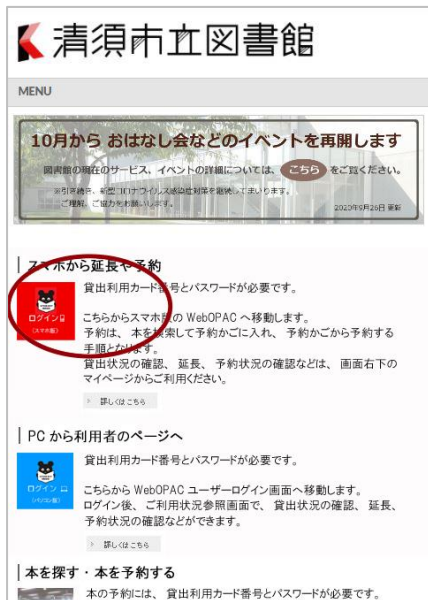 清須市立図書館
MENU
10月から おはなし会などのイベントを再開します
図書館の現在のサービス、イベントの詳細については、 こちら をご覧ください。
※引き続き、新型コロナウイルス感染症対策を継続してまいります。
ご理解、ご協力をお願いします。
2020年9月26日 更新
スマホから延長や予約
貸出利用カード番号とパスワードが必要です。
ログイン
(スマホ版)
こちらからスマホ版の WebOPAC へ移動します。
予約は、 本を検索して予約かごに入れ、 予約かごから予約する
手順となります。
貸出状況の確認、 延長、 予約状況の確認などは、 画面右下の
マイページからご利用ください。
> 詳しくはこちら
PC から利用者のページへ
貸出利用カード番号とパスワードが必要です。
ログイン
(パソコン版)
こちらから WebOPAC ユーザーログイン画面へ移動します。
ログイン後、 ご利用状況参照画面で、 貸出状況の確認、 延長、
予約状況の確認などができます。
> 詳しくはこちら
本を探す・本を予約する
本の予約には、 貸出利用カード番号とパスワードが必要です。